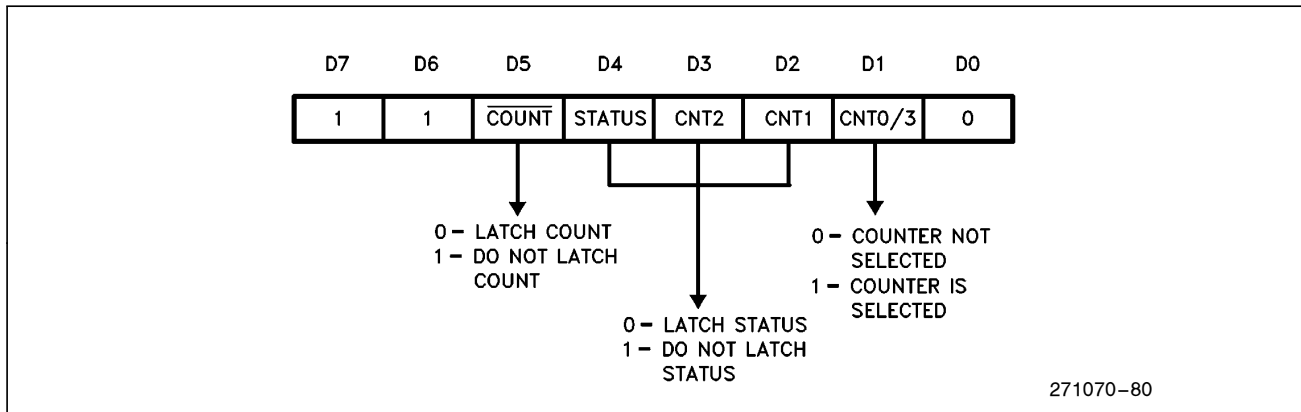 D7 D6 D5 D4 D3 D2 D1 D0
1 1 COUNT STATUS CNT2 CNT1 CNT0/3 0
0 – LATCH COUNT
1 – DO NOT LATCH
COUNT
0 – COUNTER NOT
SELECTED
1 – COUNTER IS
SELECTED
0 – LATCH STATUS
1 – DO NOT LATCH
STATUS
271070–80